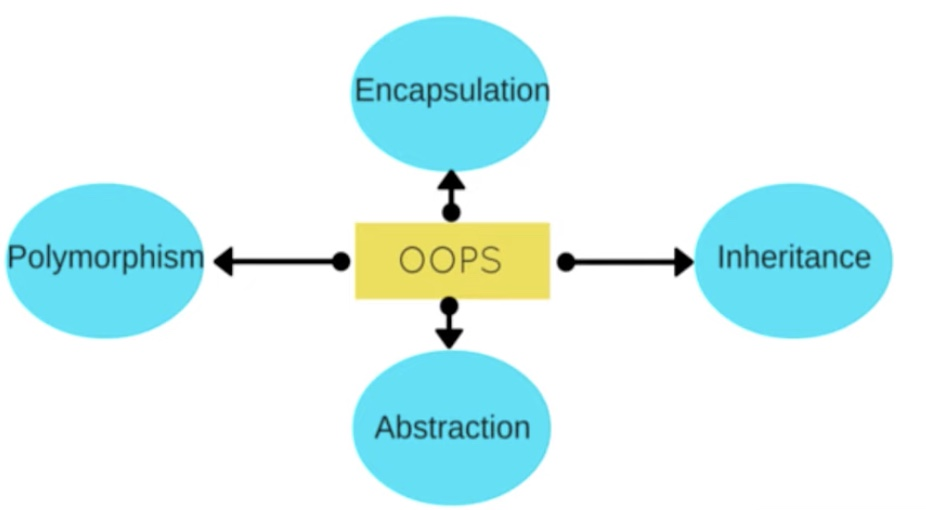 Encapsulation
Polymorphism
OOPS
Inheritance
Abstraction